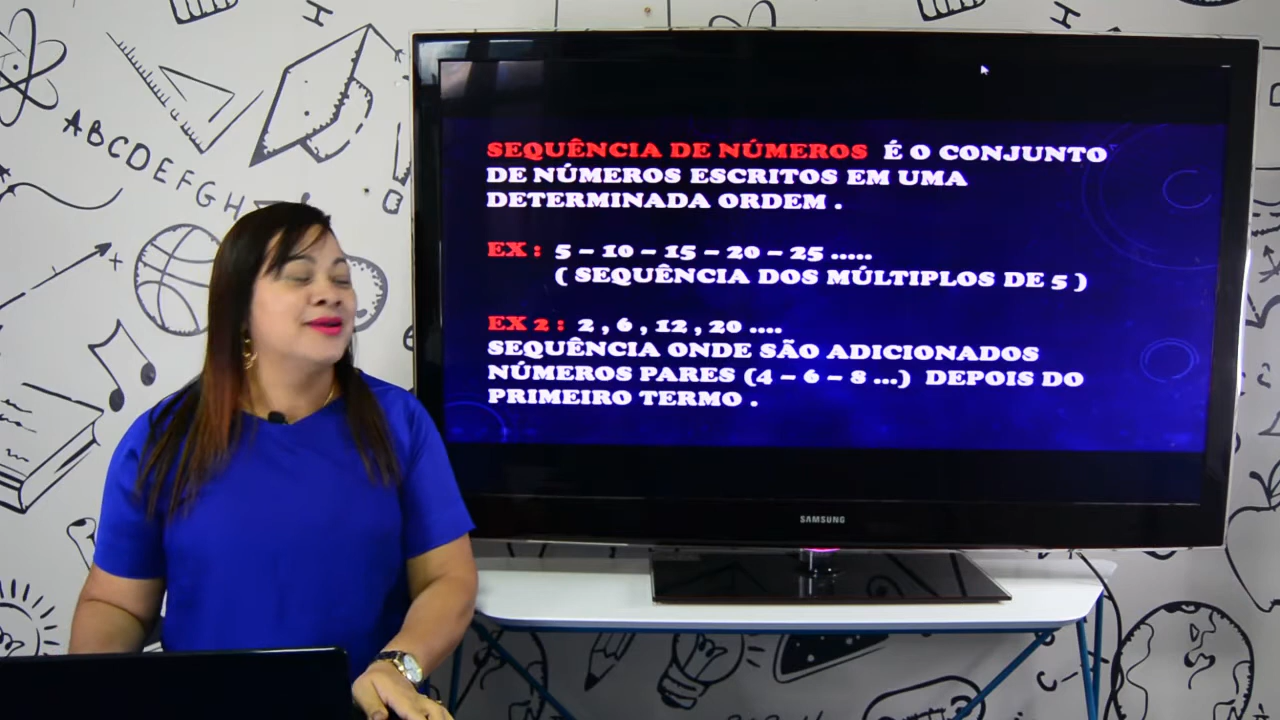 ABCDEFGH
SEQUÊNCIA DE NÚMEROS É O CONJUNTO
DE NÚMEROS ESCRITOS EM UMA
DETERMINADA ORDEM .
EX : 5 – 10 – 15 – 20 – 25 .....
( SEQUÊNCIA DOS MÚLTIPLOS DE 5 )
EX 2 : 2 , 6 , 12 , 20 ....
SEQUÊNCIA ONDE SÃO ADICIONADOS
NÚMEROS PARES (4 – 6 – 8 ...) DEPOIS DO
PRIMEIRO TERMO .
SAMSUNG